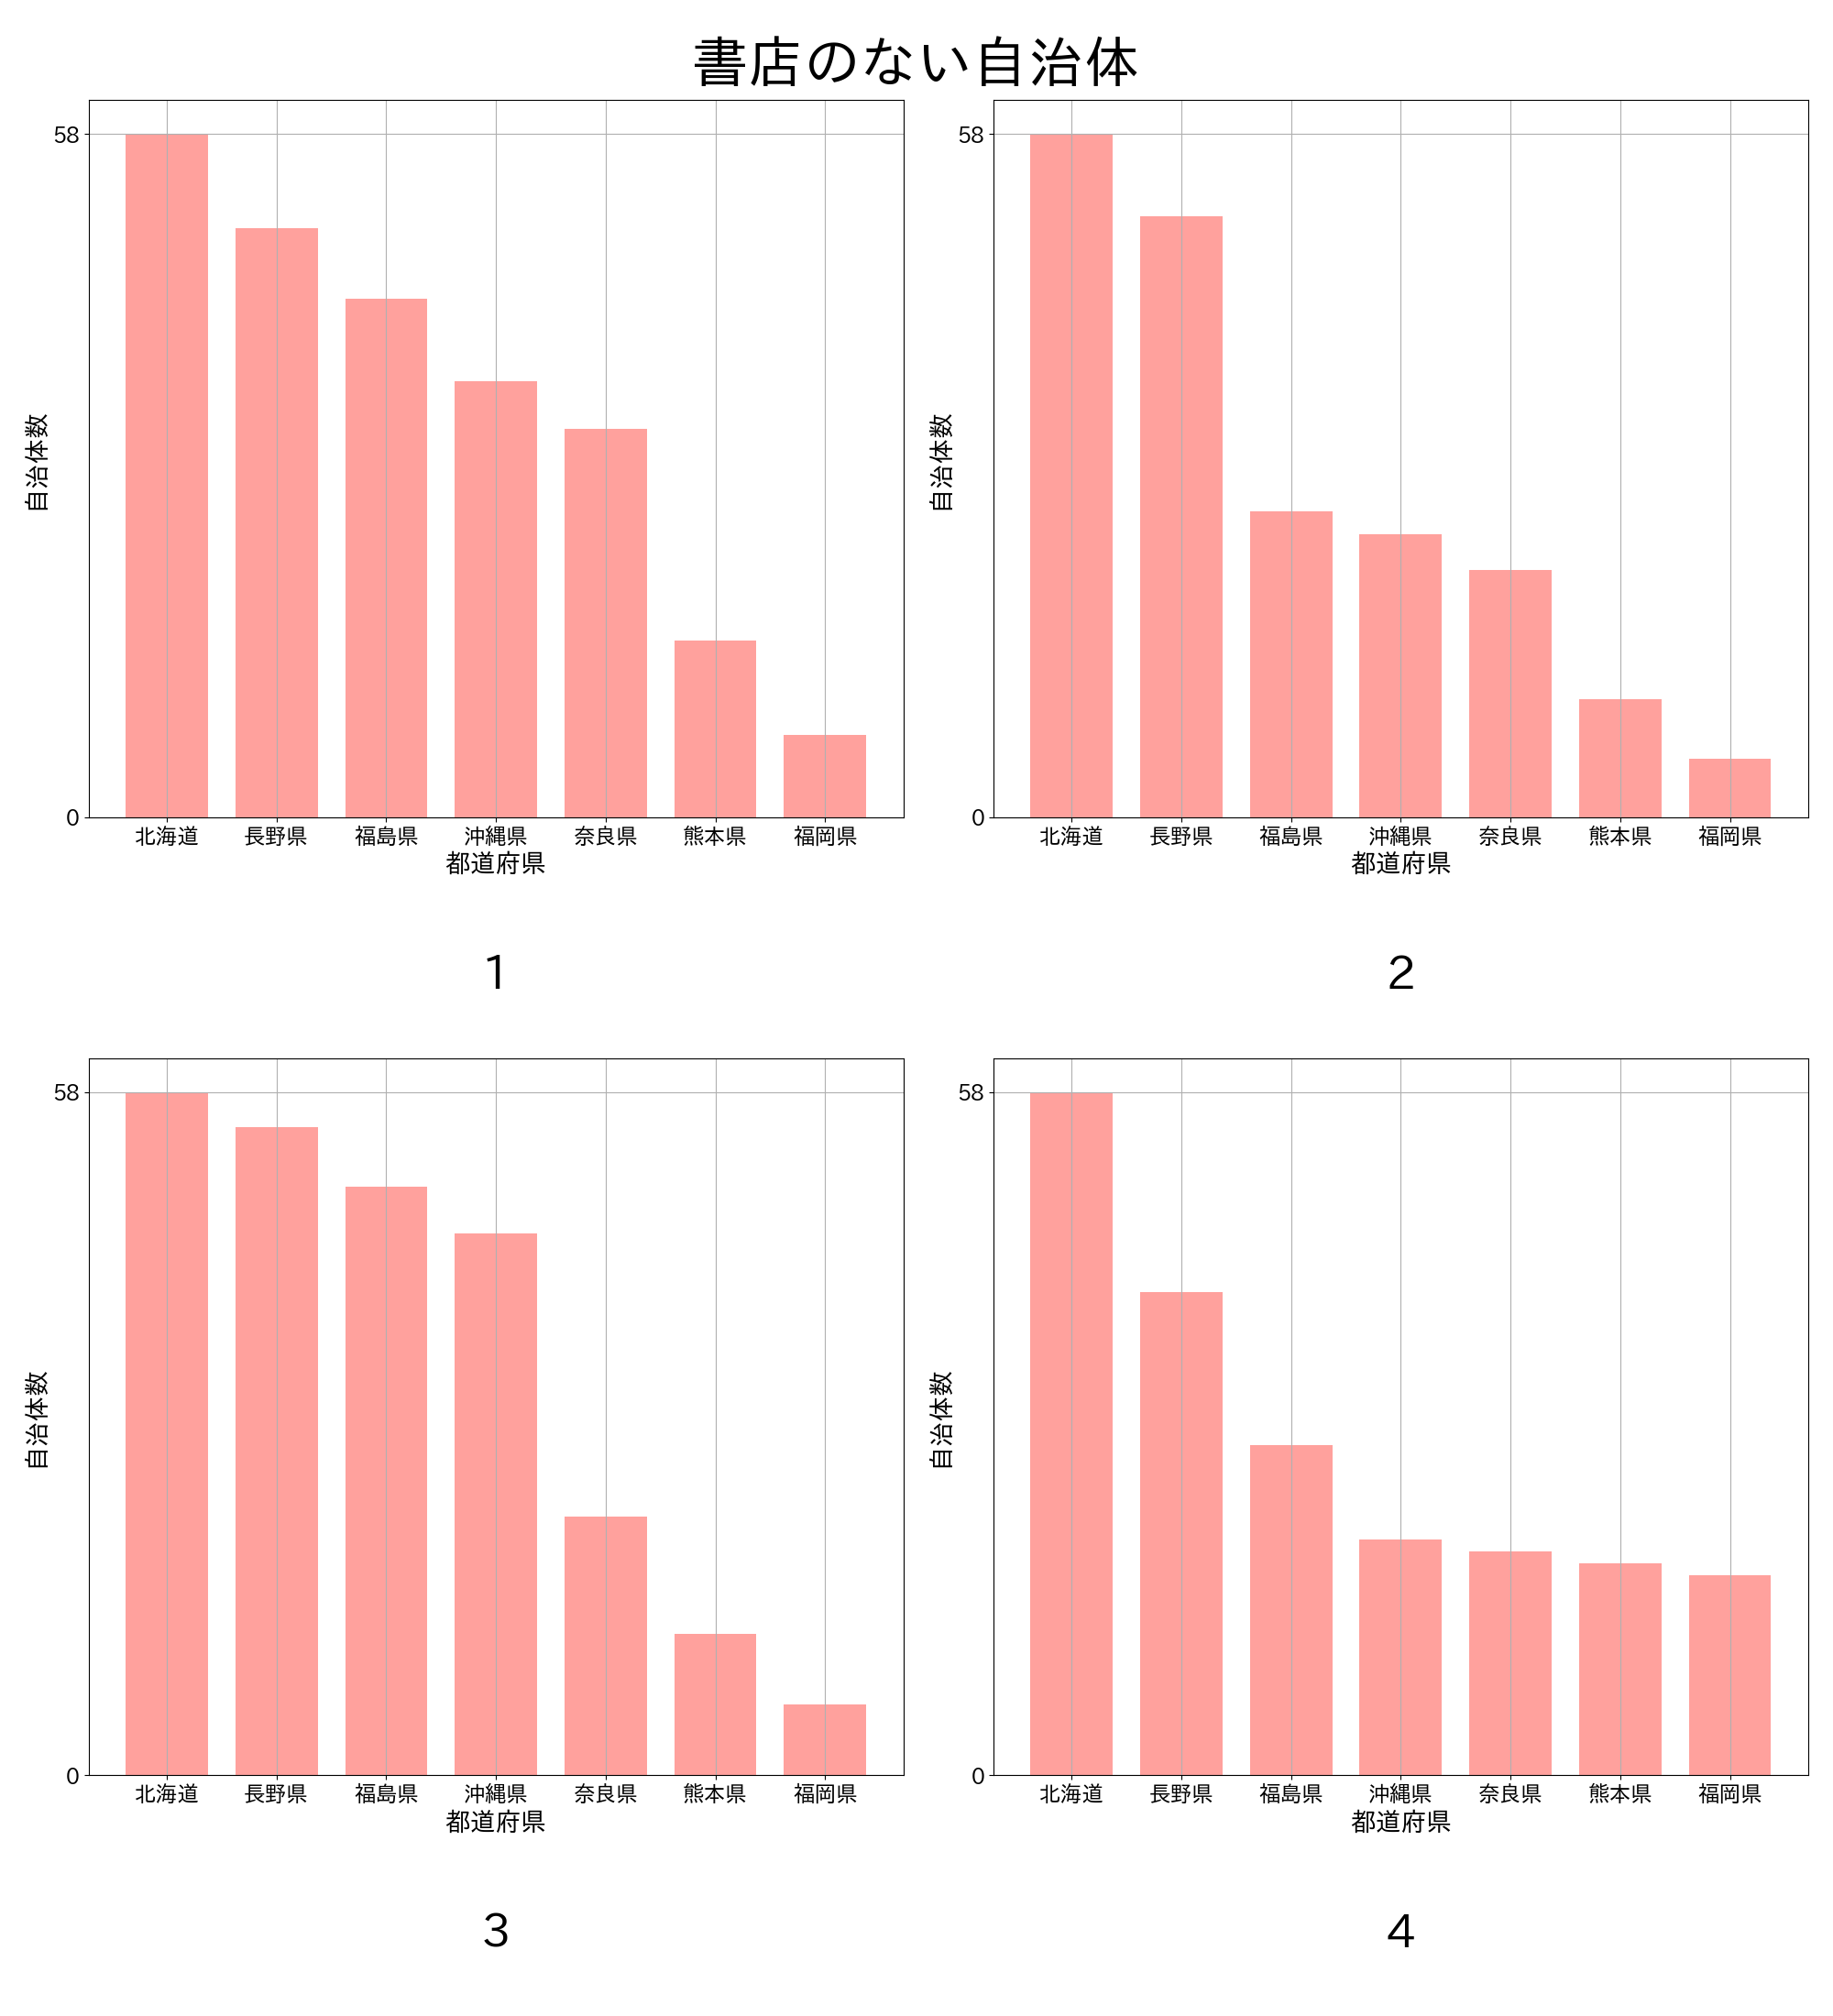 書店のない自治体
58
0
自治体数
北海道 長野県 福島県 沖縄県 奈良県 熊本県 福岡県
都道府県
1
58
0
自治体数
北海道 長野県 福島県 沖縄県 奈良県 熊本県 福岡県
都道府県
2
58
0
自治体数
北海道 長野県 福島県 沖縄県 奈良県 熊本県 福岡県
都道府県
3
58
0
自治体数
北海道 長野県 福島県 沖縄県 奈良県 熊本県 福岡県
都道府県
4